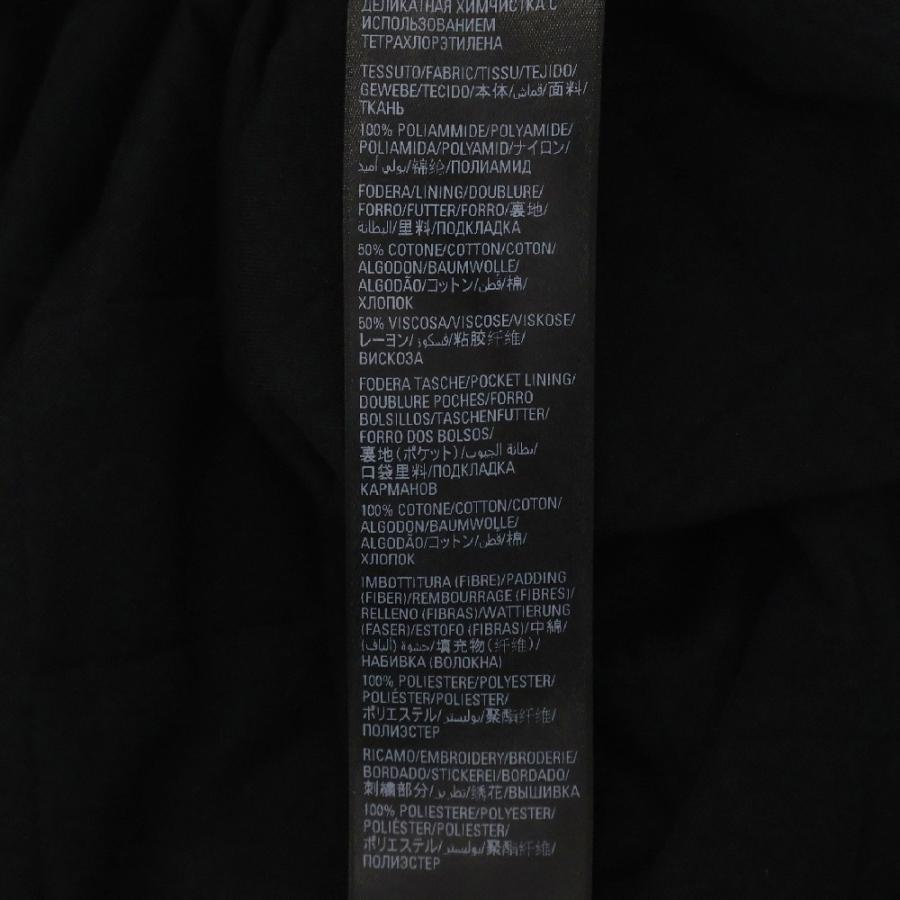 ДЕЛИКАТНАЯ ХИМЧИСТКА С
ИСПОЛЬЗОВАНИЕМ
ТЕТРАХЛОРЭТИЛЕНА
TESSUTO/FABRIC/TISSU/TEJIDO/
GEWEBE/TECIDO/本体/قماش/面料/
ТКАНЬ
100% POLIAMMIDE/POLYAMIDE/
POLIAMIDA/POLYAMID/ナイロン/
بولي أميد/锦纶/ПОЛИАМИД
FODERA/LINING/DOUBLURE/
FORRO/FUTTER/FORRO/裏地/
البطانة/里料/ПОДКЛАДКА
50% COTONE/COTTON/COTON/
ALGODON/BAUMWOLLE/
ALGODÃO/コットン/قطن/棉/
ХЛОПОК
50% VISCOSA/VISCOSE/VISKOSE/
レーヨン/فسكوز/粘胶纤维/
ВИСКОЗА
FODERA TASCHE/POCKET LINING/
DOUBLURE POCHES/FORRO
BOLSILLOS/TASCHENFUTTER/
FORRO DOS BOLSOS/
裏地(ポケット)/بطانة الجيوب/
口袋里料/ПОДКЛАДКА
КАРМАНОВ
100% COTONE/COTTON/COTON/
ALGODON/BAUMWOLLE/
ALGODÃO/コットン/قطن/棉/
ХЛОПОК
IMBOTTITURA (FIBRE)/PADDING
(FIBER)/REMBOURRAGE (FIBRES)/
RELLENO (FIBRAS)/WATTIERUNG
(FASER)/ESTOFO (FIBRAS)/中綿/
حشوة (ألياف)/填充物(纤维)/
НАБИВКА (ВОЛОКНА)
100% POLIESTERE/POLYESTER/
POLIÉSTER/POLIESTER/
ポリエステル/بوليستر/聚酯纤维/
ПОЛИЭСТЕР
RICAMO/EMBROIDERY/BRODERIE/
BORDADO/STICKEREI/BORDADO/
刺繍部分/تطريز/绣花/ВЫШИВКА
100% POLIESTERE/POLYESTER/
POLIÉSTER/POLIESTER/
ポリエステル/بوليستر/聚酯纤维/
ПОЛИЭСТЕР